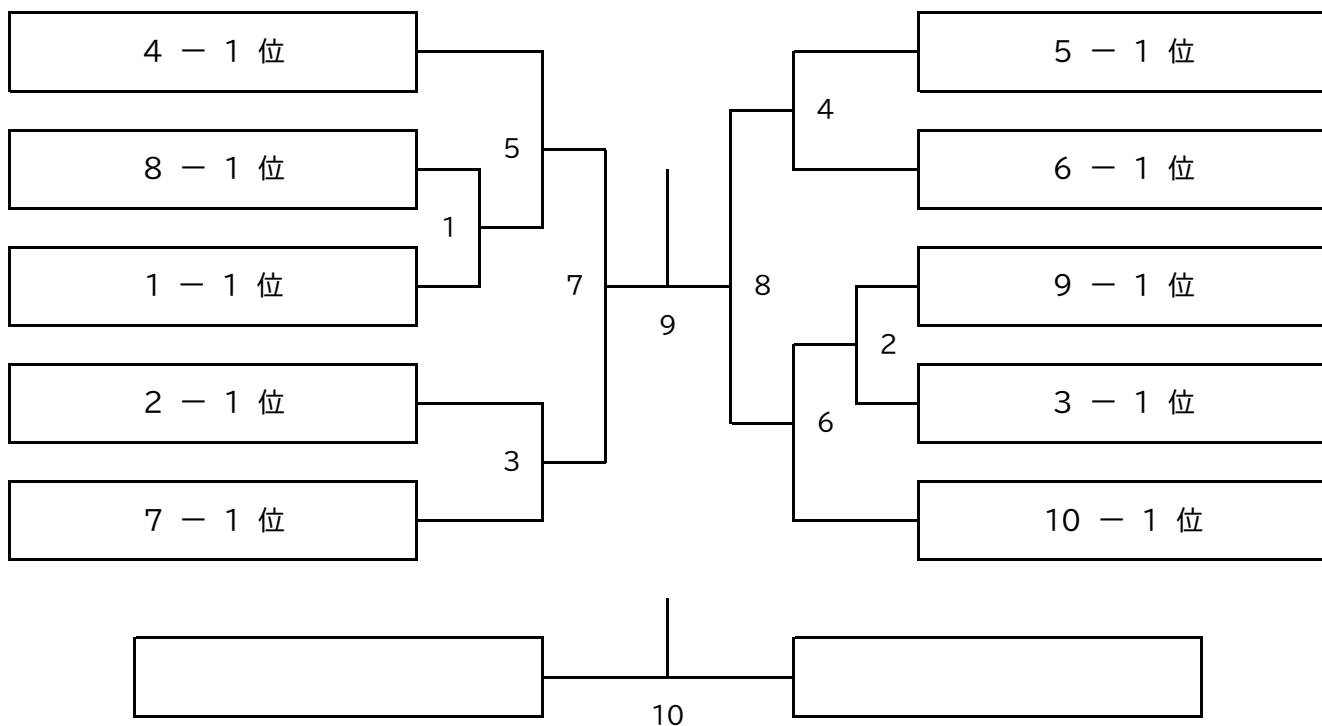 4 － 1 位
8 － 1 位
1 － 1 位
2 － 1 位
7 － 1 位
5
1
7
3
9
4
8
2
6
5 － 1 位
6 － 1 位
9 － 1 位
3 － 1 位
10 － 1 位
10